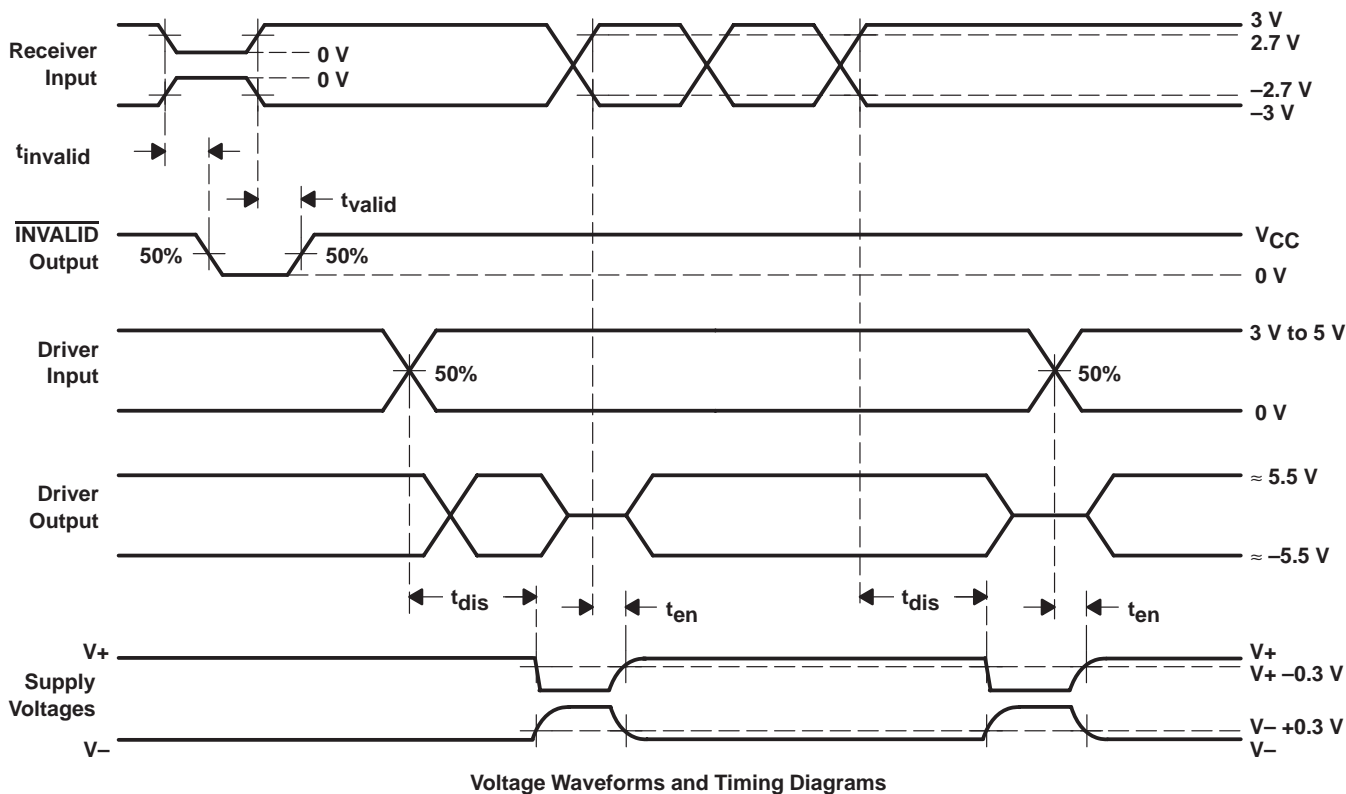 3 V
2.7 V
Receiver
Input
0 V
0 V
–2.7 V
–3 V
tinvalid
tvalid
INVALID
Output
50%
50%
VCC
0 V
3 V to 5 V
Driver
Input
50%
50%
0 V
≈ 5.5 V
Driver
Output
≈ –5.5 V
tdis
ten
tdis
ten
V+
V+
V+ –0.3 V
Supply
Voltages
V– +0.3 V
V–
V–
Voltage Waveforms and Timing Diagrams